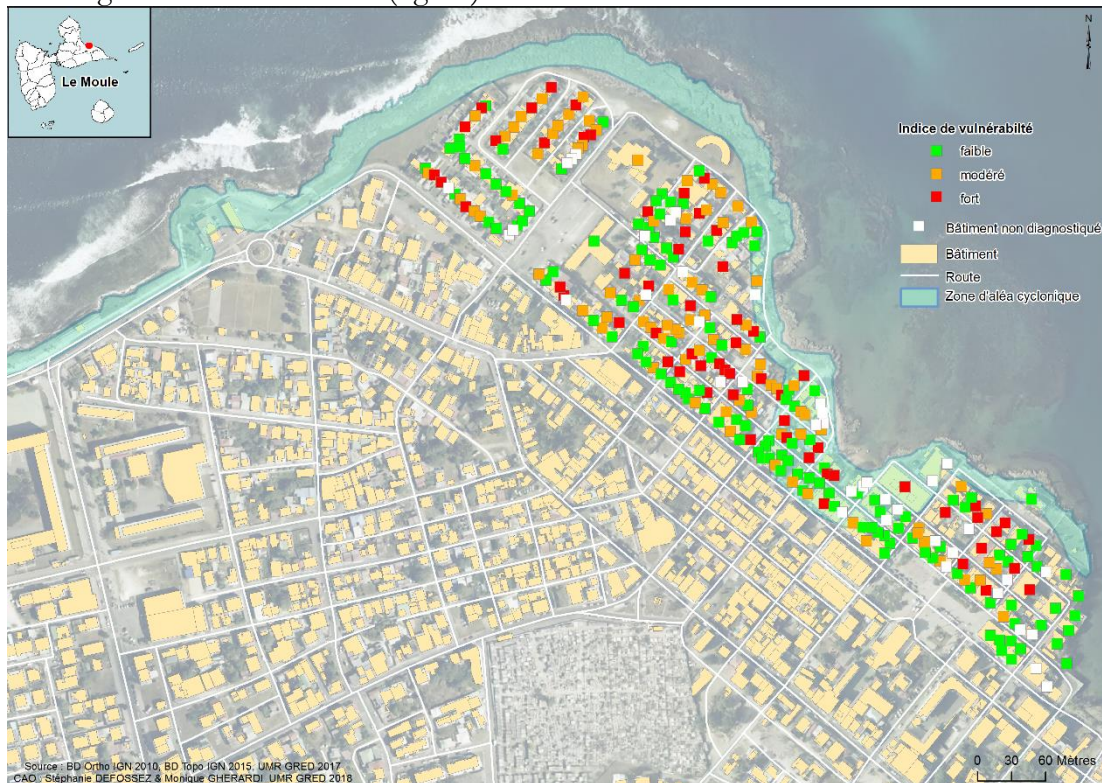 Le Moule
N
Indice de vulnérabilté
faible
modéré
fort
Bâtiment non diagnostiqué
Bâtiment
Route
Zone d'aléa cyclonique
Source : BD Ortho IGN 2010, BD Topo IGN 2015, UMR GRED 2017
CAO : Stéphanie DEFOSSEZ & Monique GHERARDI UMR GRED 2018
0 30 60 Mètres